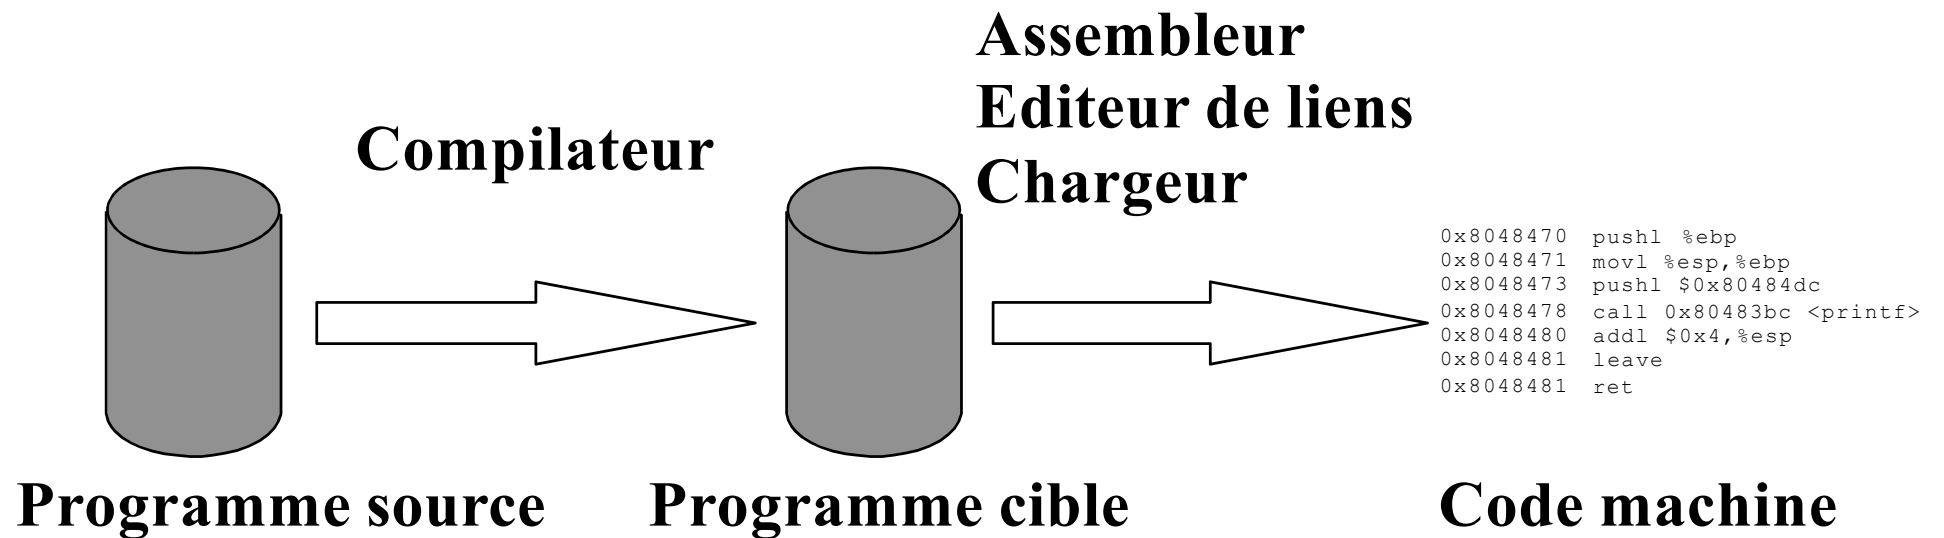 Assembleur
Editeur de liens
Chargeur
Compilateur
0x8048470 pushl %ebp
0x8048471 movl %esp,%ebp
0x8048473 pushl $0x80484dc
0x8048478 call 0x80483bc <printf>
0x8048480 addl $0x4,%esp
0x8048481 leave
0x8048481 ret
Programme source
Programme cible
Code machine